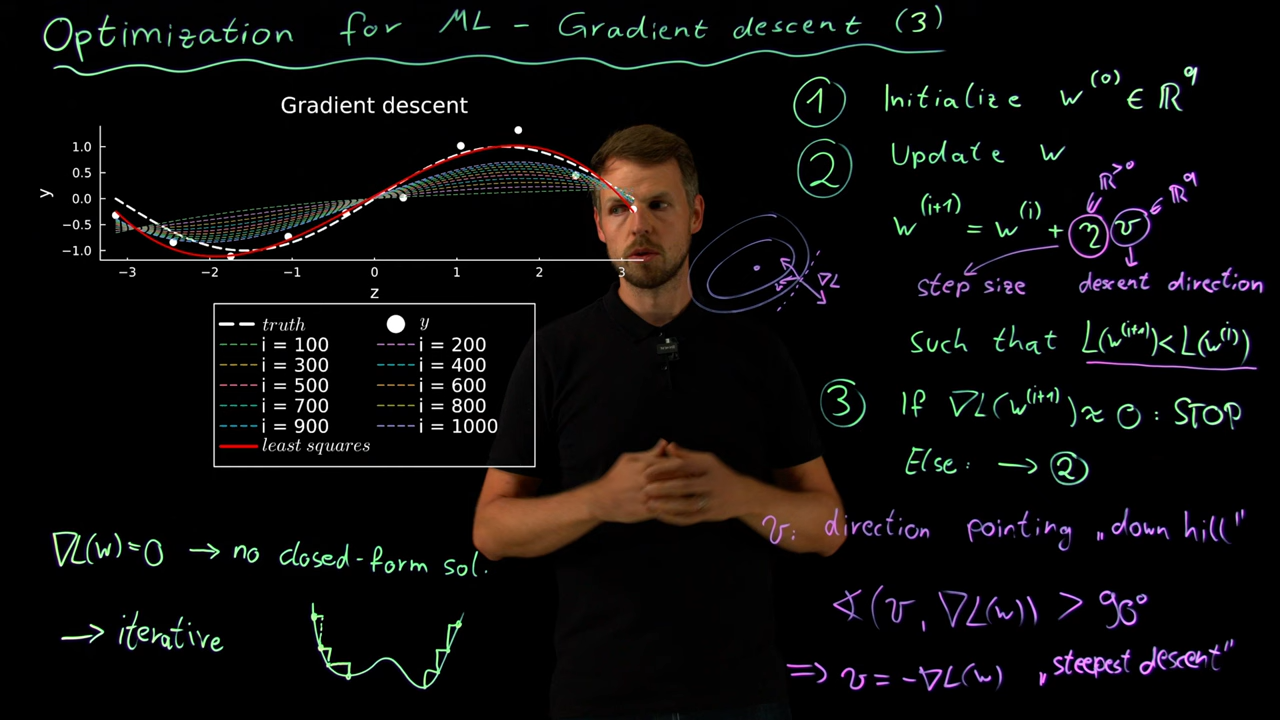 Optimization for ML - Gradient descent (3)
Gradient descent
1.0
0.5
0.0
−0.5
−1.0
y
−3 −2 −1 0 1 2 3
z
truth y
i = 100 i = 200
i = 300 i = 400
i = 500 i = 600
i = 700 i = 800
i = 900 i = 1000
least squares
∇L(w)=0 → no closed-form sol.
→ iterative
∇L
① Initialize w^(0) ∈ ℝ^q
② Update w
ℝ^>0
w^(i+1) = w^(i) + η v ℝ^q
step size descent direction
such that L(w^(i+1))<L(w^(i))
③ If ∇L(w^(i+1)) ≈ 0 : STOP
Else: → ②
v: direction pointing „down hill"
∢(v, ∇L(w)) > 90°
⇒ v = -∇L(w) „steepest descent"